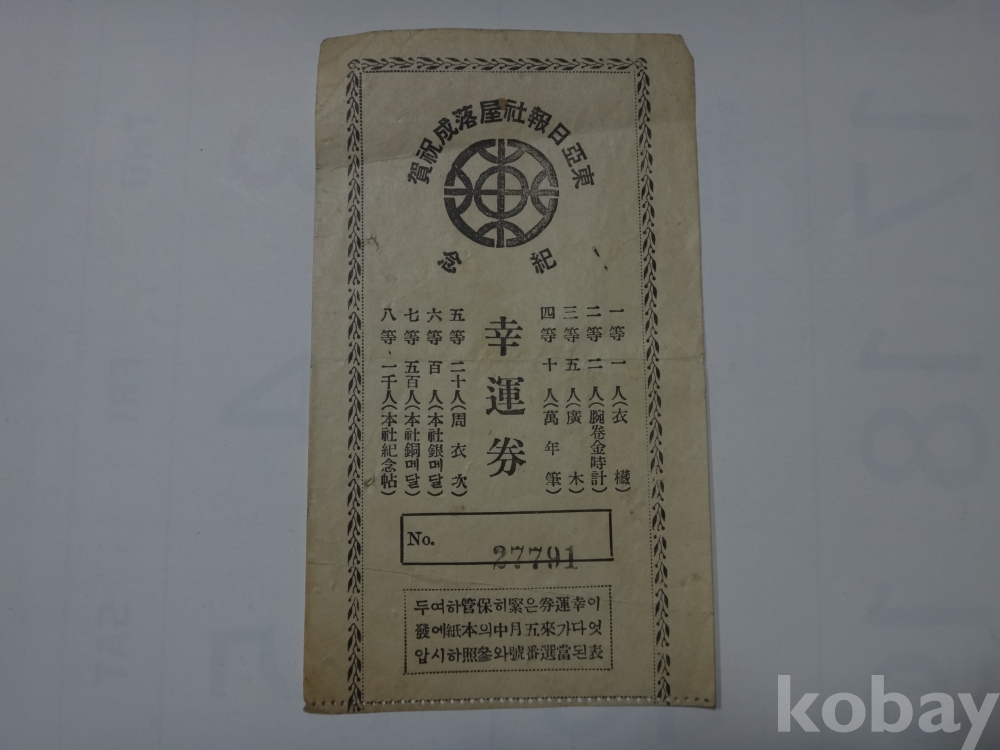 東亞日報社屋落成祝賀
紀念
一等 一人(衣欌)
二等 二人(腕卷金時計)
三等 五人(廣木)
四等 十人(萬年筆)
幸運券
五等 二十人(周衣次)
六等 百人(本社銀메달)
七等 五百人(本社銅메달)
八等 一千人(本社紀念帖)
No. 27791
이幸運券은緊히保管하여두
엇다가來五月中의本紙에發
表된當選番號와參照하시압
kobay